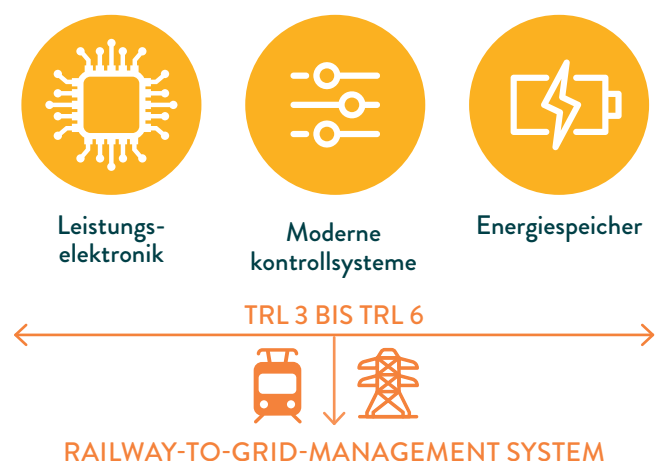 Leistungs-
elektronik
Moderne
kontrollsysteme
Energiespeicher
TRL 3 BIS TRL 6
RAILWAY-TO-GRID-MANAGEMENT SYSTEM